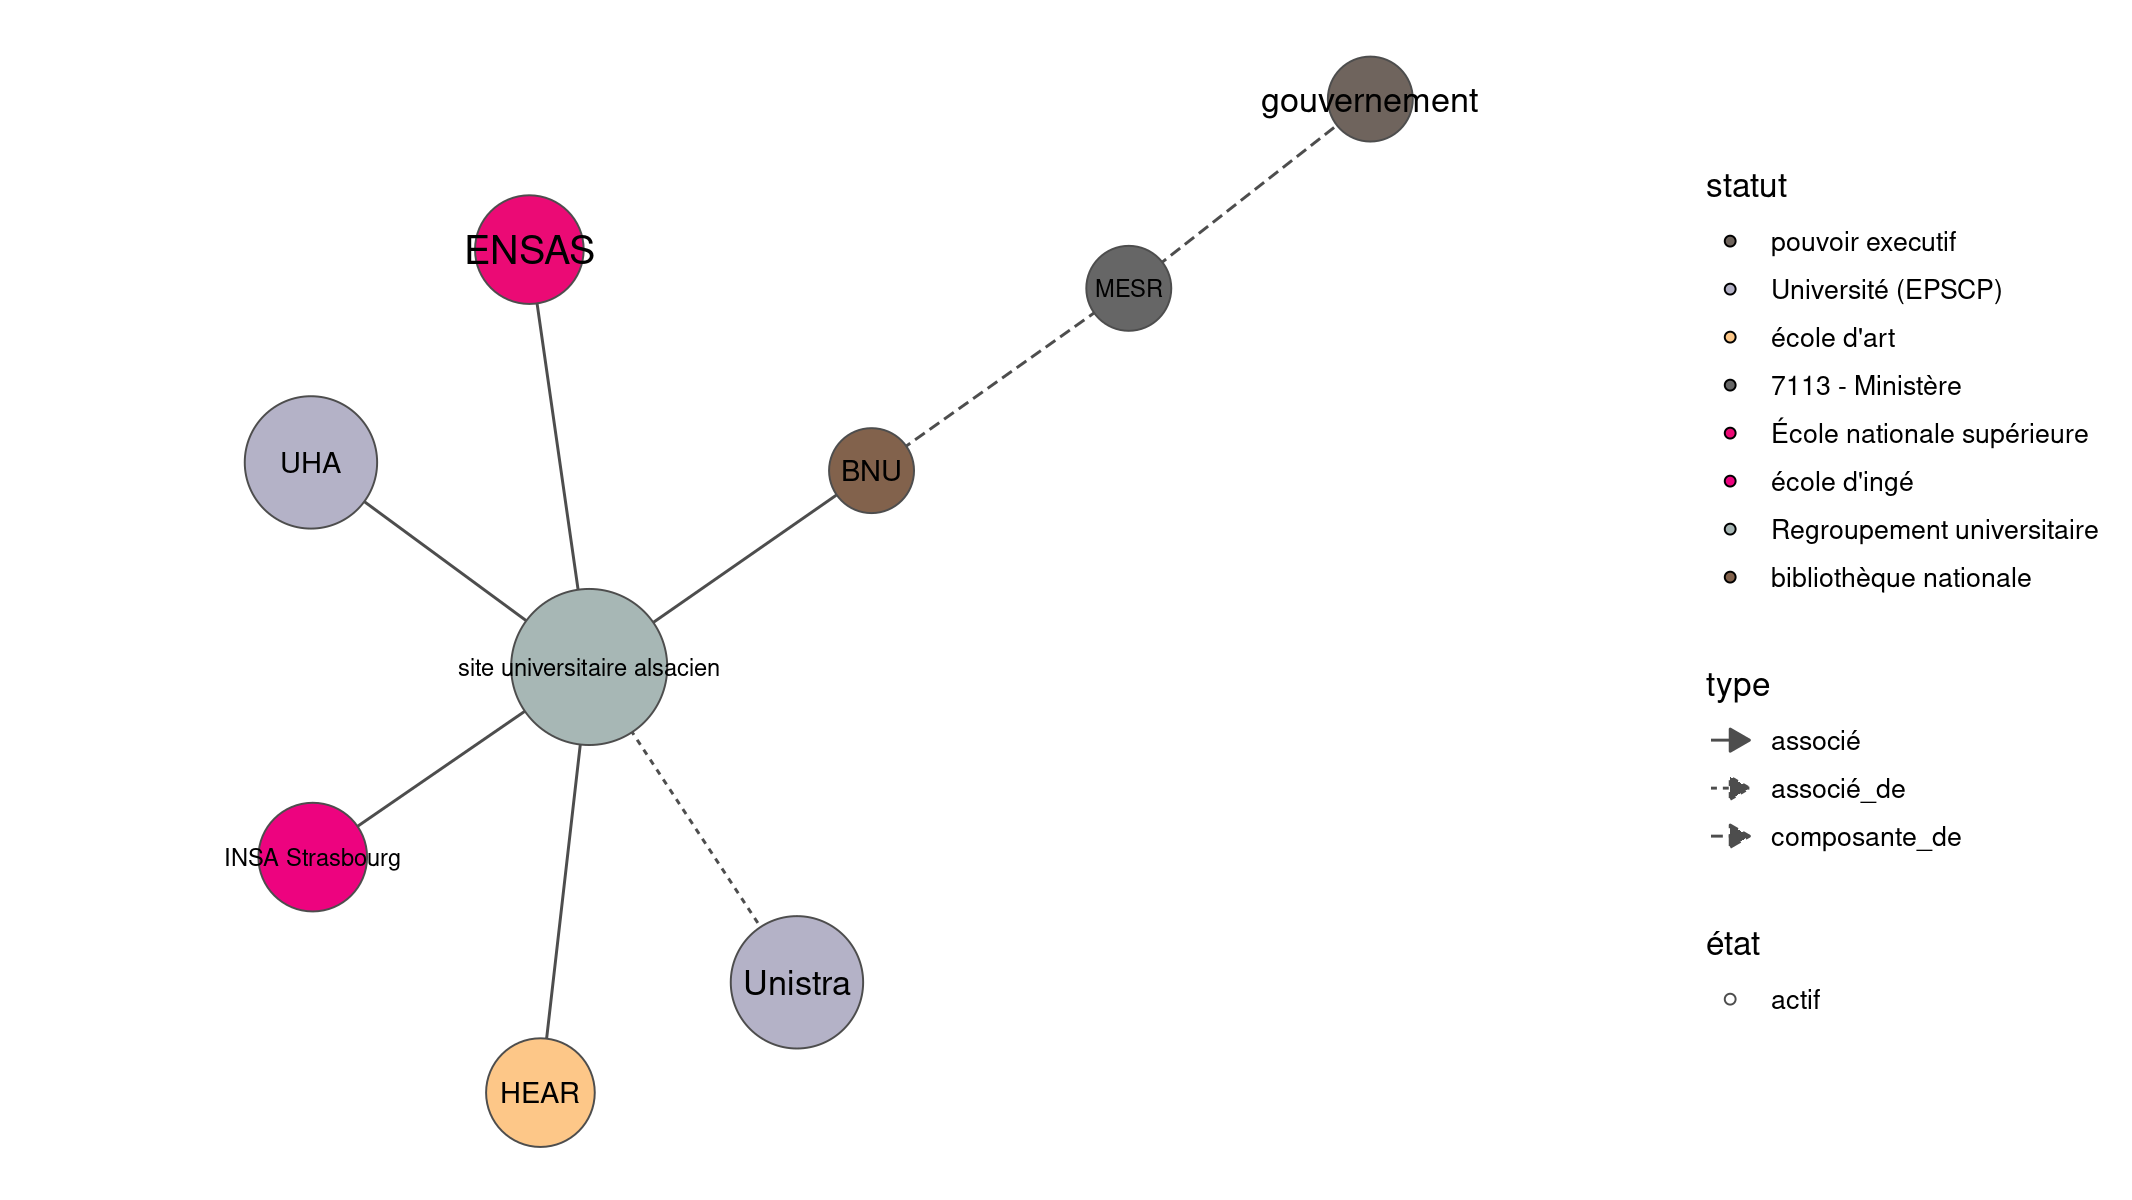 gouvernement
ENSAS
MESR
UHA
BNU
site universitaire alsacien
INSA Strasbourg
Unistra
HEAR
statut
pouvoir executif
Université (EPSCP)
école d'art
7113 - Ministère
École nationale supérieure
école d'ingé
Regroupement universitaire
bibliothèque nationale
type
associé
associé_de
composante_de
état
actif